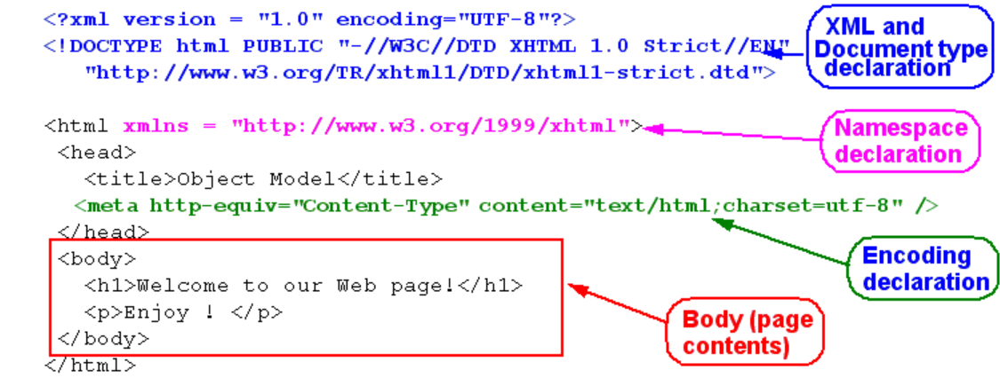 <?xml version = "1.0" encoding="UTF-8"?>
<!DOCTYPE html PUBLIC "-//W3C//DTD XHTML 1.0 Strict//EN"
"http://www.w3.org/TR/xhtml1/DTD/xhtml1-strict.dtd">
XML and
Document type
declaration
<html xmlns = "http://www.w3.org/1999/xhtml">
Namespace
declaration
<head>
<title>Object Model</title>
<meta http-equiv="Content-Type" content="text/html;charset=utf-8" />
</head>
Encoding
declaration
<body>
<h1>Welcome to our Web page!</h1>
<p>Enjoy ! </p>
</body>
</html>
Body (page
contents)